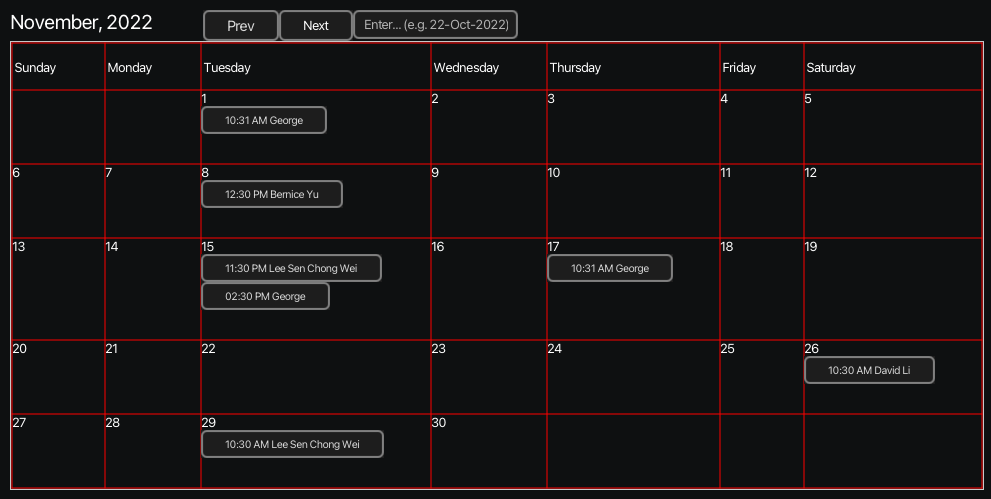 November, 2022 Prev Next Enter... (e.g. 22-Oct-2022)
Sunday Monday Tuesday Wednesday Thursday Friday Saturday
1 2 3 4 5
10:31 AM George
6 7 8 9 10 11 12
12:30 PM Bernice Yu
13 14 15 16 17 18 19
11:30 PM Lee Sen Chong Wei 10:31 AM George
02:30 PM George
20 21 22 23 24 25 26
10:30 AM David Li
27 28 29 30
10:30 AM Lee Sen Chong Wei